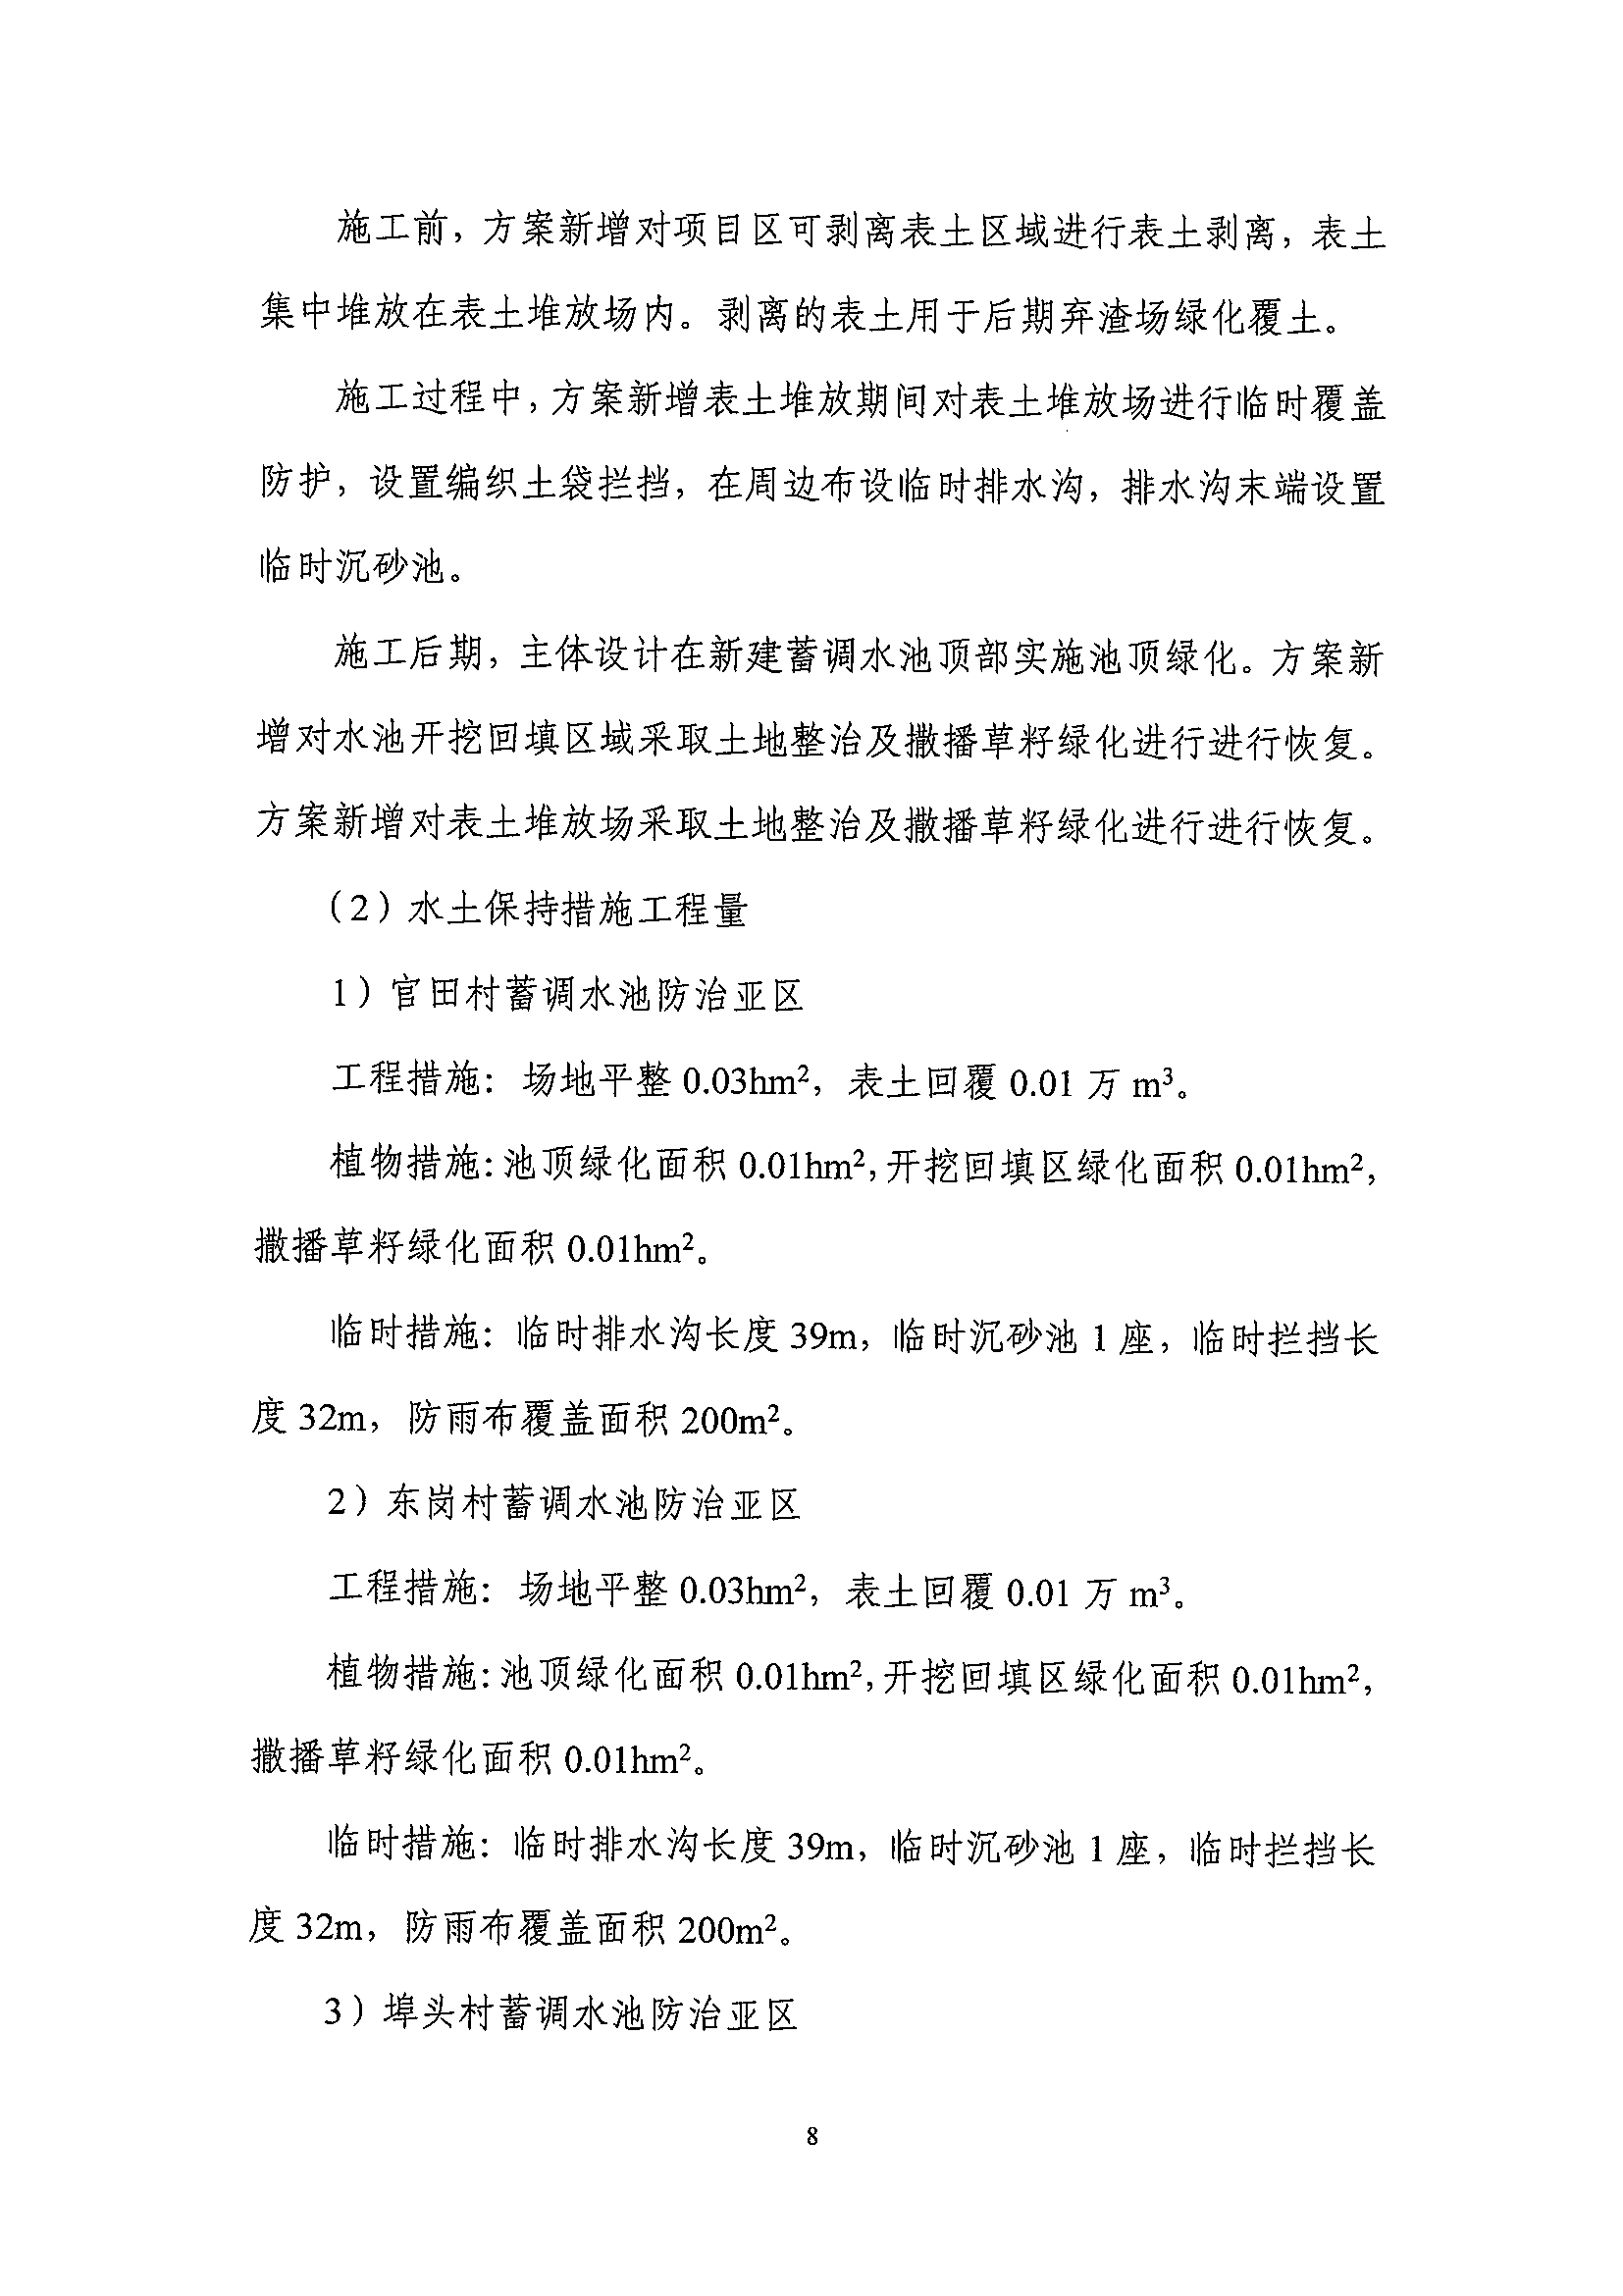 施工前，方案新增对项目区可剥离表土区域进行表土剥离，表土
集中堆放在表土堆放场内。剥离的表土用于后期弃渣场绿化覆土。
施工过程中，方案新增表土堆放期间对表土堆放场进行临时覆盖
防护，设置编织土袋拦挡，在周边布设临时排水沟，排水沟末端设置
临时沉砂池。
施工后期，主体设计在新建蓄调水池顶部实施池顶绿化。方案新
增对水池开挖回填区域采取土地整治及撒播草籽绿化进行进行恢复。
方案新增对表土堆放场采取土地整治及撒播草籽绿化进行进行恢复。
（2）水土保持措施工程量
1）官田村蓄调水池防治亚区
工程措施：场地平整 0.03hm²，表土回覆 0.01 万 m³。
植物措施：池顶绿化面积 0.01hm²，开挖回填区绿化面积 0.01hm²，
撒播草籽绿化面积 0.01hm²。
临时措施：临时排水沟长度 39m，临时沉砂池 1 座，临时拦挡长
度 32m，防雨布覆盖面积 200m²。
2）东岗村蓄调水池防治亚区
工程措施：场地平整 0.03hm²，表土回覆 0.01 万 m³。
植物措施：池顶绿化面积 0.01hm²，开挖回填区绿化面积 0.01hm²，
撒播草籽绿化面积 0.01hm²。
临时措施：临时排水沟长度 39m，临时沉砂池 1 座，临时拦挡长
度 32m，防雨布覆盖面积 200m²。
3）埠头村蓄调水池防治亚区
8